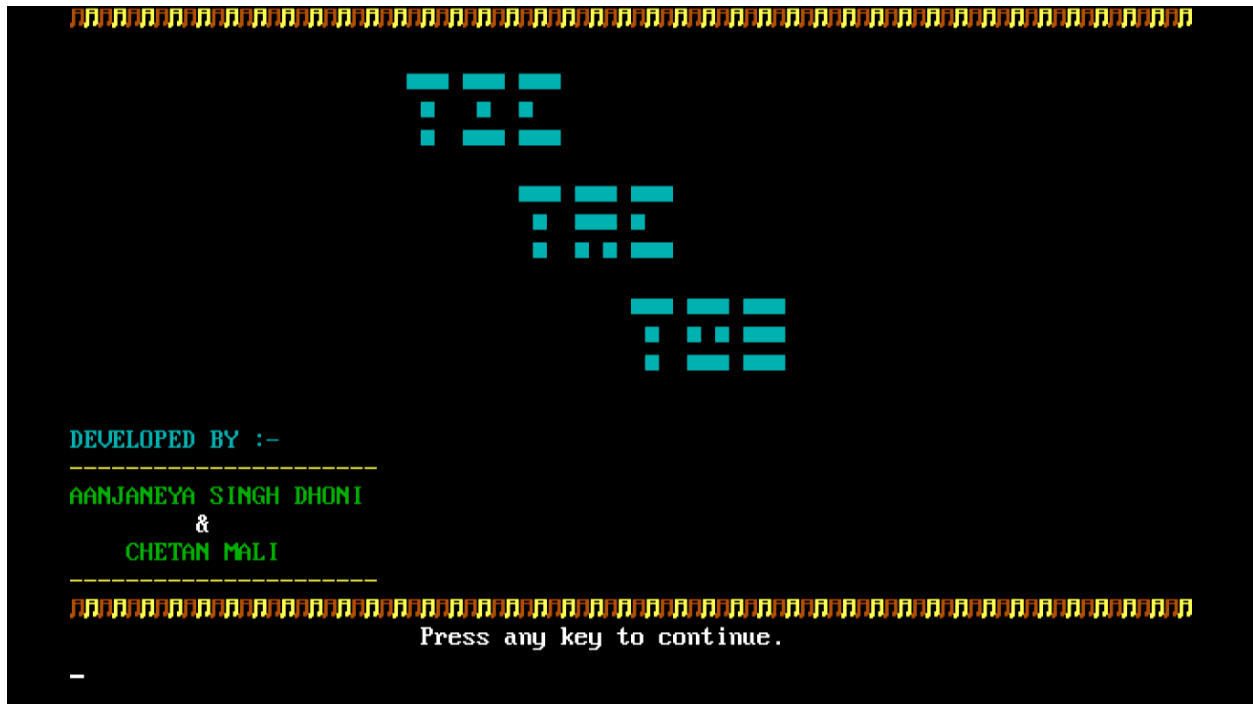 TIC
TAC
TOE
DEVELOPED BY :-
----------------------
AANJANEYA SINGH DHONI
&
CHETAN MALI
----------------------
Press any key to continue.